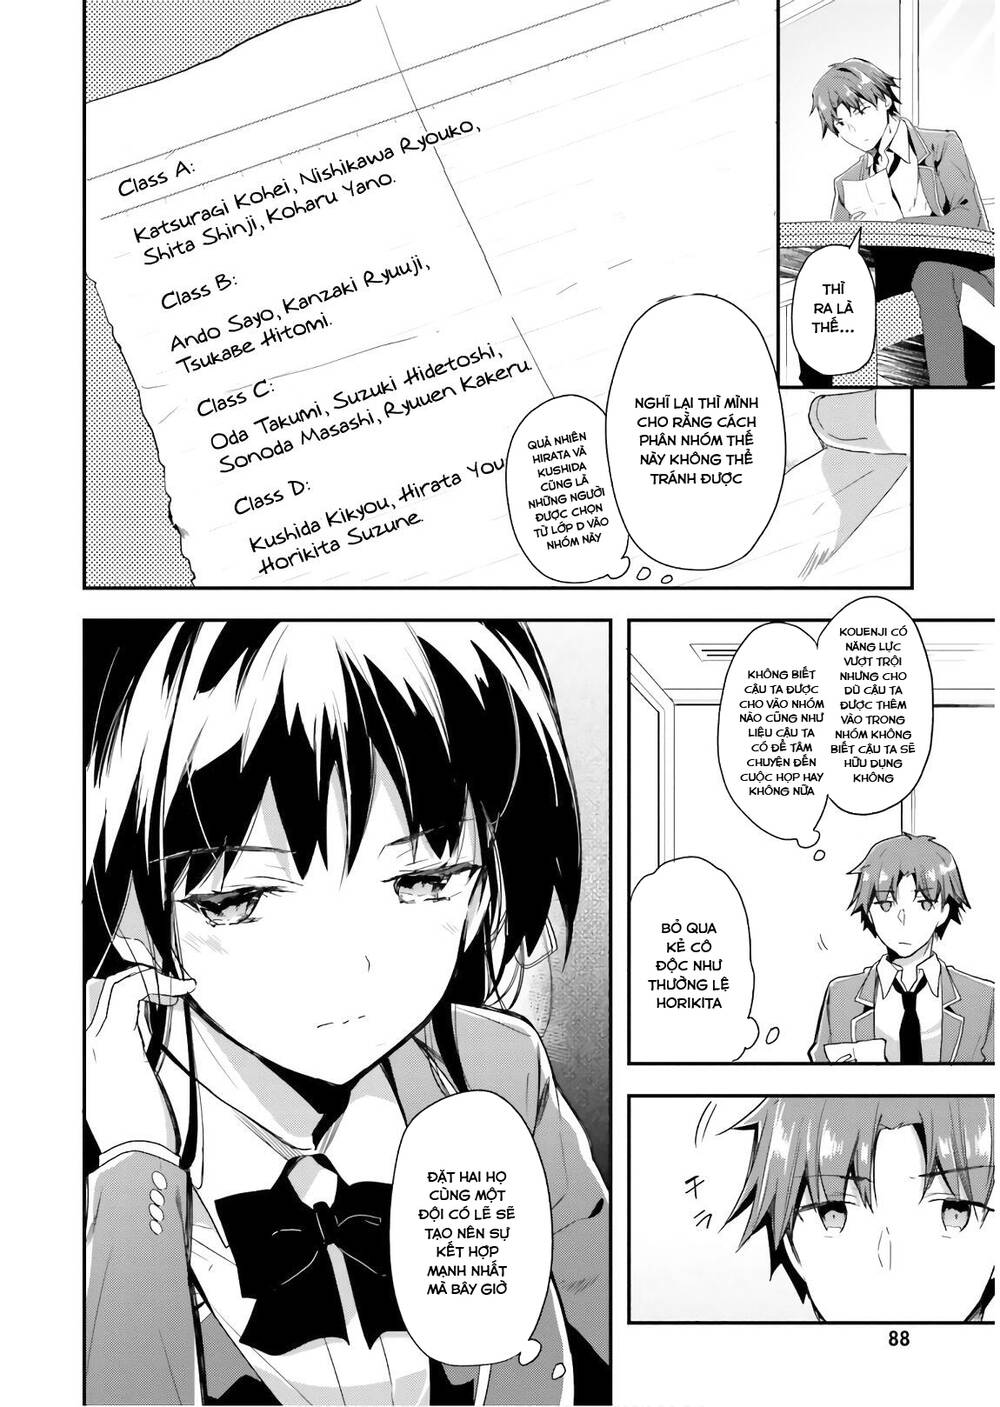 THÌ
RA LÀ
THẾ...
Class A:
Katsuragi Kohei, Nishikawa Ryouko,
Shita Shinji, Koharu Yano.
Class B:
Ando Sayo, Kanzaki Ryuuji,
Tsukabe Hitomi.
Class C:
Oda Takumi, Suzuki Hidetoshi,
Sonoda Masashi, Ryuuen Kakeru.
Class D:
Kushida Kikyou, Hirata You
Horikita Suzune.
NGHĨ LẠI THÌ MÌNH
CHO RẰNG CÁCH
PHÂN NHÓM THẾ
NÀY KHÔNG THỂ
TRÁNH ĐƯỢC
QUẢ NHIÊN
HIRATA VÀ
KUSHIDA
CŨNG LÀ
NHỮNG NGƯỜI
ĐƯỢC CHỌN
TỪ LỚP D VÀO
NHÓM NÀY
KOUENJI CÓ
NĂNG LỰC
VƯỢT TRỘI
NHƯNG CHO
DÙ CẬU TA
ĐƯỢC THÊM
VÀO TRONG
NHÓM KHÔNG
BIẾT CẬU TA SẼ
HỮU DỤNG
KHÔNG
KHÔNG BIẾT
CẬU TA ĐƯỢC
CHO VÀO NHÓM
NÀO CŨNG NHƯ
LIỆU CẬU TA
CÓ ĐỂ TÂM
CHUYỆN ĐẾN
CUỘC HỌP HAY
KHÔNG NỮA
BỎ QUA
KẺ CÔ
ĐỘC NHƯ
THƯỜNG LỆ
HORIKITA
チラ
ĐẶT HAI HỌ
CÙNG MỘT
ĐỘI CÓ LẼ SẼ
TẠO NÊN SỰ
KẾT HỢP
MẠNH NHẤT
MÀ BÂY GIỜ
88